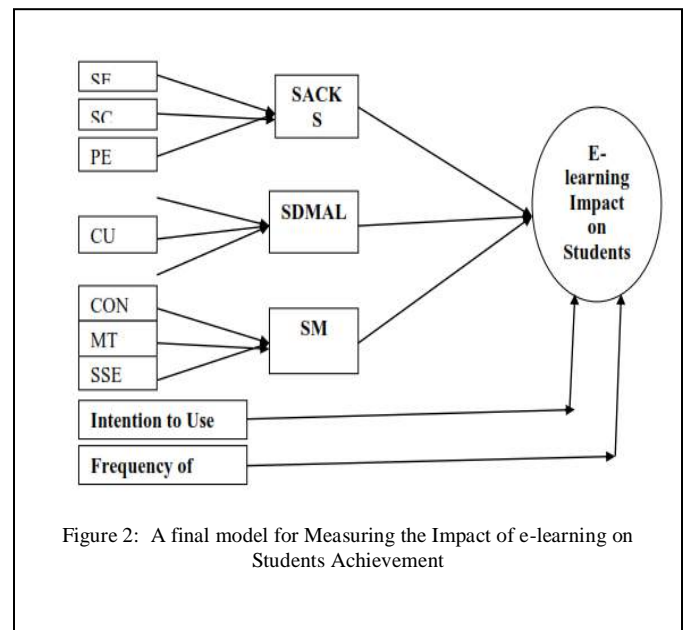 SE
SC
PE
CU
CON
MT
SSE
Intention to Use
Frequency of
SACK
S
SDMAL
SM
E-
learning
Impact
on
Students
Figure 2: A final model for Measuring the Impact of e-learning on
Students Achievement